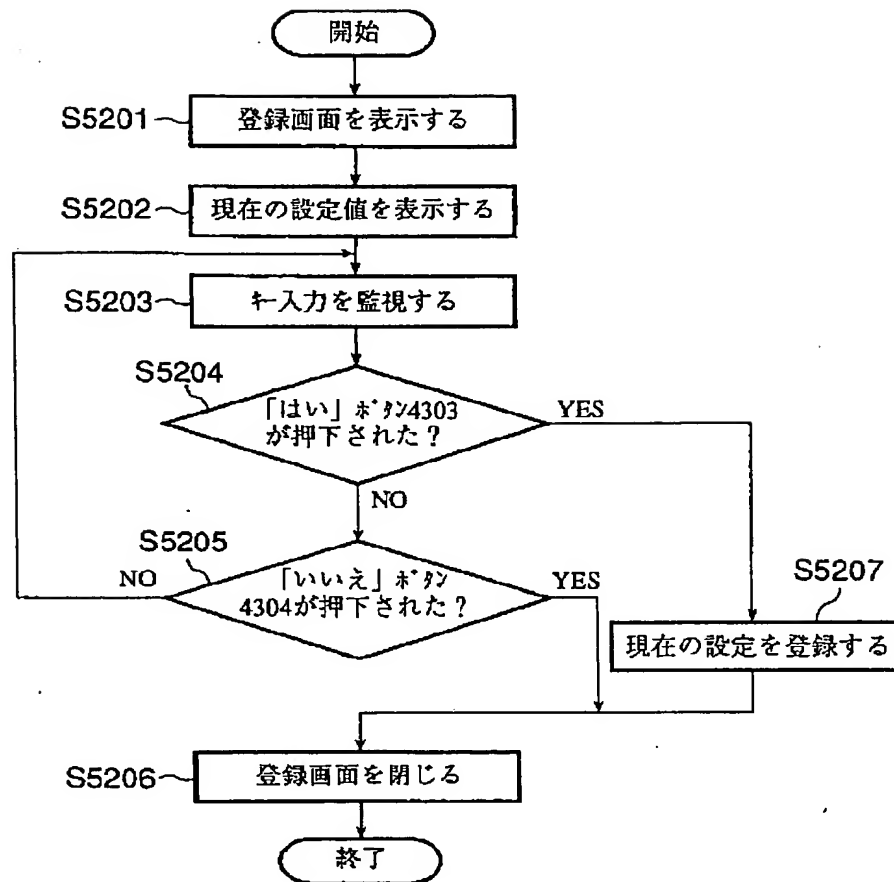 開始
S5201
登録画面を表示する
S5202
現在の設定値を表示する
S5203
キー入力を監視する
S5204
「はい」ﾎﾞﾀﾝ4303
が押下された？
YES
NO
S5205
「いいえ」ﾎﾞﾀﾝ
4304が押下された？
NO
YES
S5207
現在の設定を登録する
S5206
登録画面を閉じる
終了